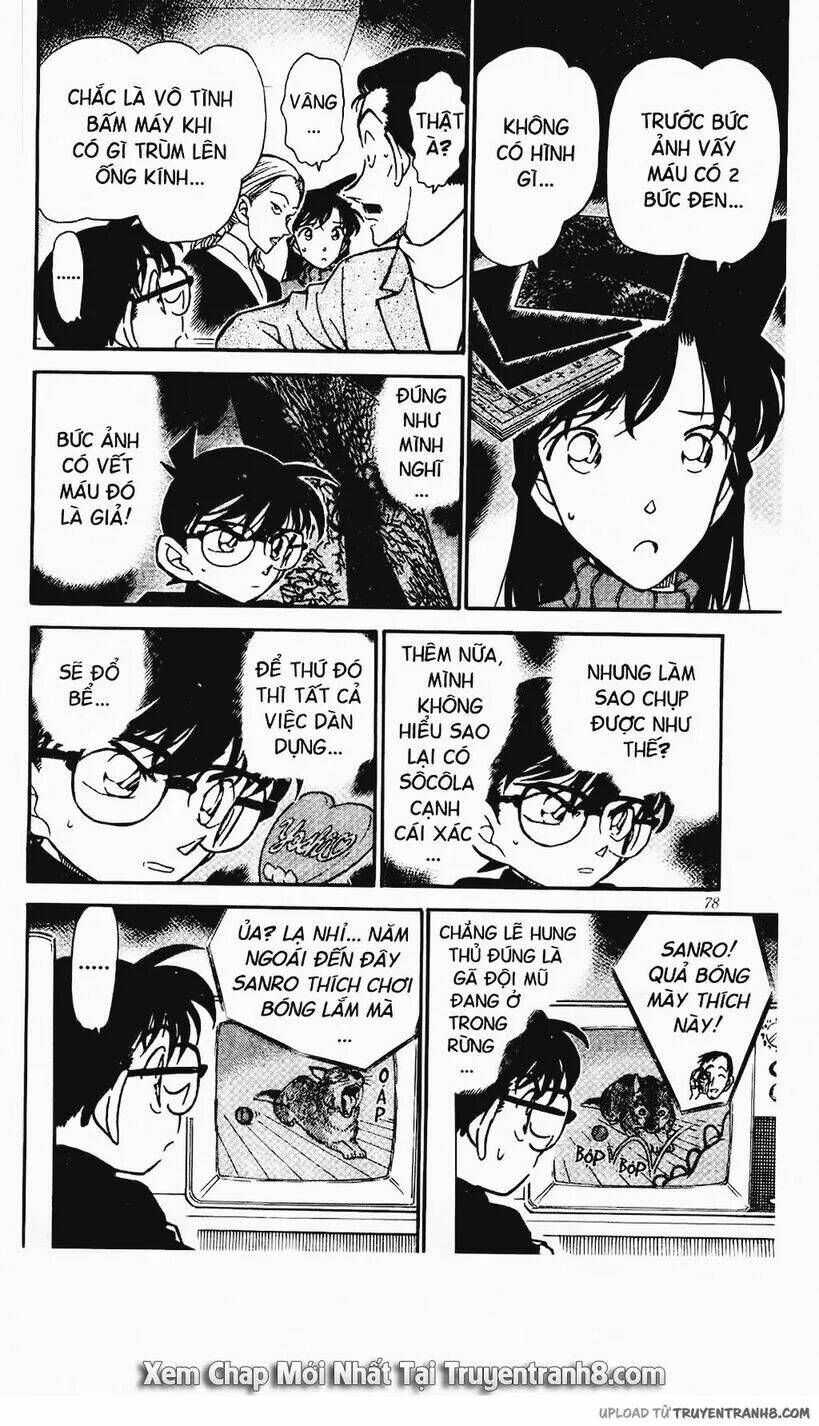 TRƯỚC BỨC
ẢNH VẤY
MÁU CÓ 2
BỨC ĐEN...
KHÔNG
CÓ HÌNH
GÌ...
THẬT
À?
VÂNG
...
CHẮC LÀ VÔ TÌNH
BẤM MÁY KHI
CÓ GÌ TRÙM LÊN
ỐNG KÍNH...
......
ĐÚNG
NHƯ
MÌNH
NGHĨ
...
BỨC ẢNH
CÓ VẾT
MÁU ĐÓ
LÀ GIẢ!
NHƯNG LÀM
SAO CHỤP
ĐƯỢC NHƯ
THẾ?
THÊM NỮA,
MÌNH
KHÔNG
HIỂU SAO
LẠI CÓ
SÔCÔLA
CẠNH
CÁI XÁC
...
ĐỂ THỨ ĐÓ
THÌ TẤT CẢ
VIỆC DÀN
DỰNG...
SẼ ĐỔ
BỂ...
78
SANRO!
QUẢ BÓNG
MÀY THÍCH
NÀY!
CHẲNG LẼ HUNG
THỦ ĐÚNG LÀ
GÃ ĐỘI MŨ
ĐANG Ở
TRONG
RỪNG
...
BỘP
BỘP
ỦA? LẠ NHỈ... NĂM
NGOÁI ĐẾN ĐÂY
SANRO THÍCH CHƠI
BÓNG LẮM MÀ
...
OÁP
.....
Xem Chap Mới Nhất Tại Truyentranh8.com
UPLOAD TỪ TRUYENTRANH8.COM